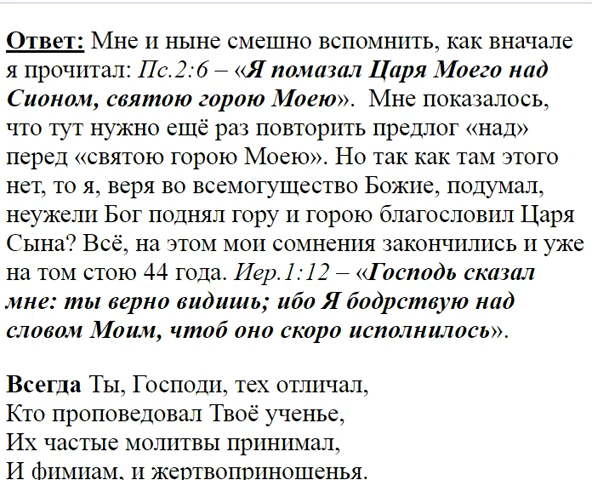 Ответ: Мне и ныне смешно вспомнить, как вначале
я прочитал: Пс.2:6 – «Я помазал Царя Моего над
Сионом, святою горою Моею».  Мне показалось,
что тут нужно ещё раз повторить предлог «над»
перед «святою горою Моею». Но так как там этого
нет, то я, веря во всемогущество Божие, подумал,
неужели Бог поднял гору и горою благословил Царя
Сына? Всё, на этом мои сомнения закончились и уже
на том стою 44 года. Иер.1:12 – «Господь сказал
мне: ты верно видишь; ибо Я бодрствую над
словом Моим, чтоб оно скоро исполнилось».
Всегда Ты, Господи, тех отличал,
Кто проповедовал Твоё ученье,
Их частые молитвы принимал,
И фимиам, и жертвоприношенья.